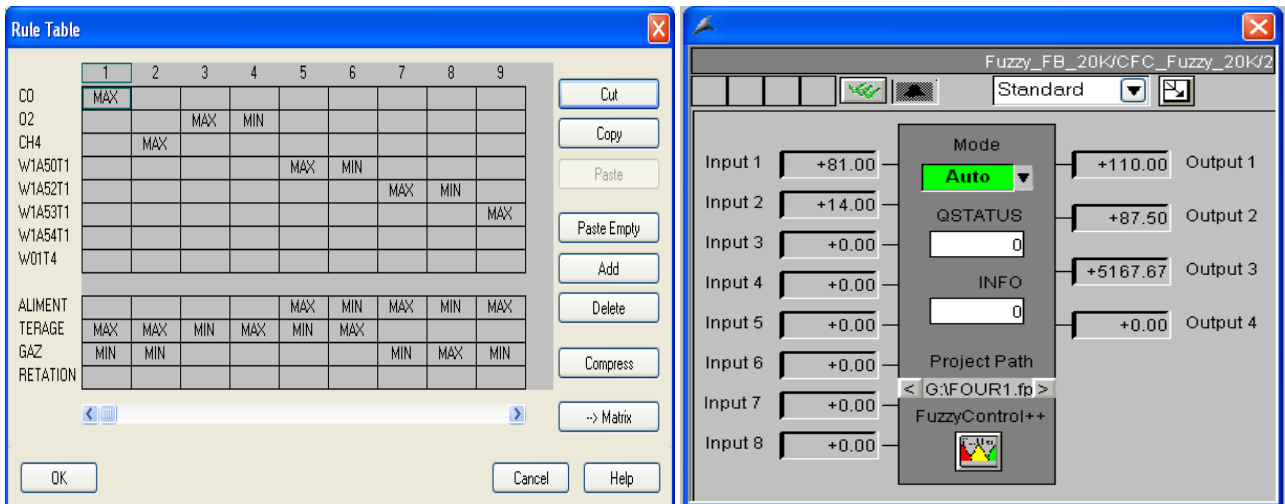 Rule Table
1 2 3 4 5 6 7 8 9
CO MAX
O2 MAX MIN
CH4 MAX
W1A50T1 MAX MIN
W1A52T1 MAX MIN
W1A53T1 MAX
W1A54T1
W01T4
ALIMENT MAX MIN MAX MIN MAX
TERAGE MAX MAX MIN MAX MIN MAX
GAZ MIN MIN MIN MAX MIN
RETATION
Cut
Copy
Paste
Paste Empty
Add
Delete
Compress
--> Matrix
OK Cancel Help
Fuzzy_FB_20K/CFC_Fuzzy_20K/2
Standard
Input 1 +81.00
Input 2 +14.00
Input 3 +0.00
Input 4 +0.00
Input 5 +0.00
Input 6 +0.00
Input 7 +0.00
Input 8 +0.00
Mode
Auto
QSTATUS
0
INFO
0
Project Path
< G:\FOUR1.fp >
FuzzyControl++
+110.00 Output 1
+87.50 Output 2
+5167.67 Output 3
+0.00 Output 4